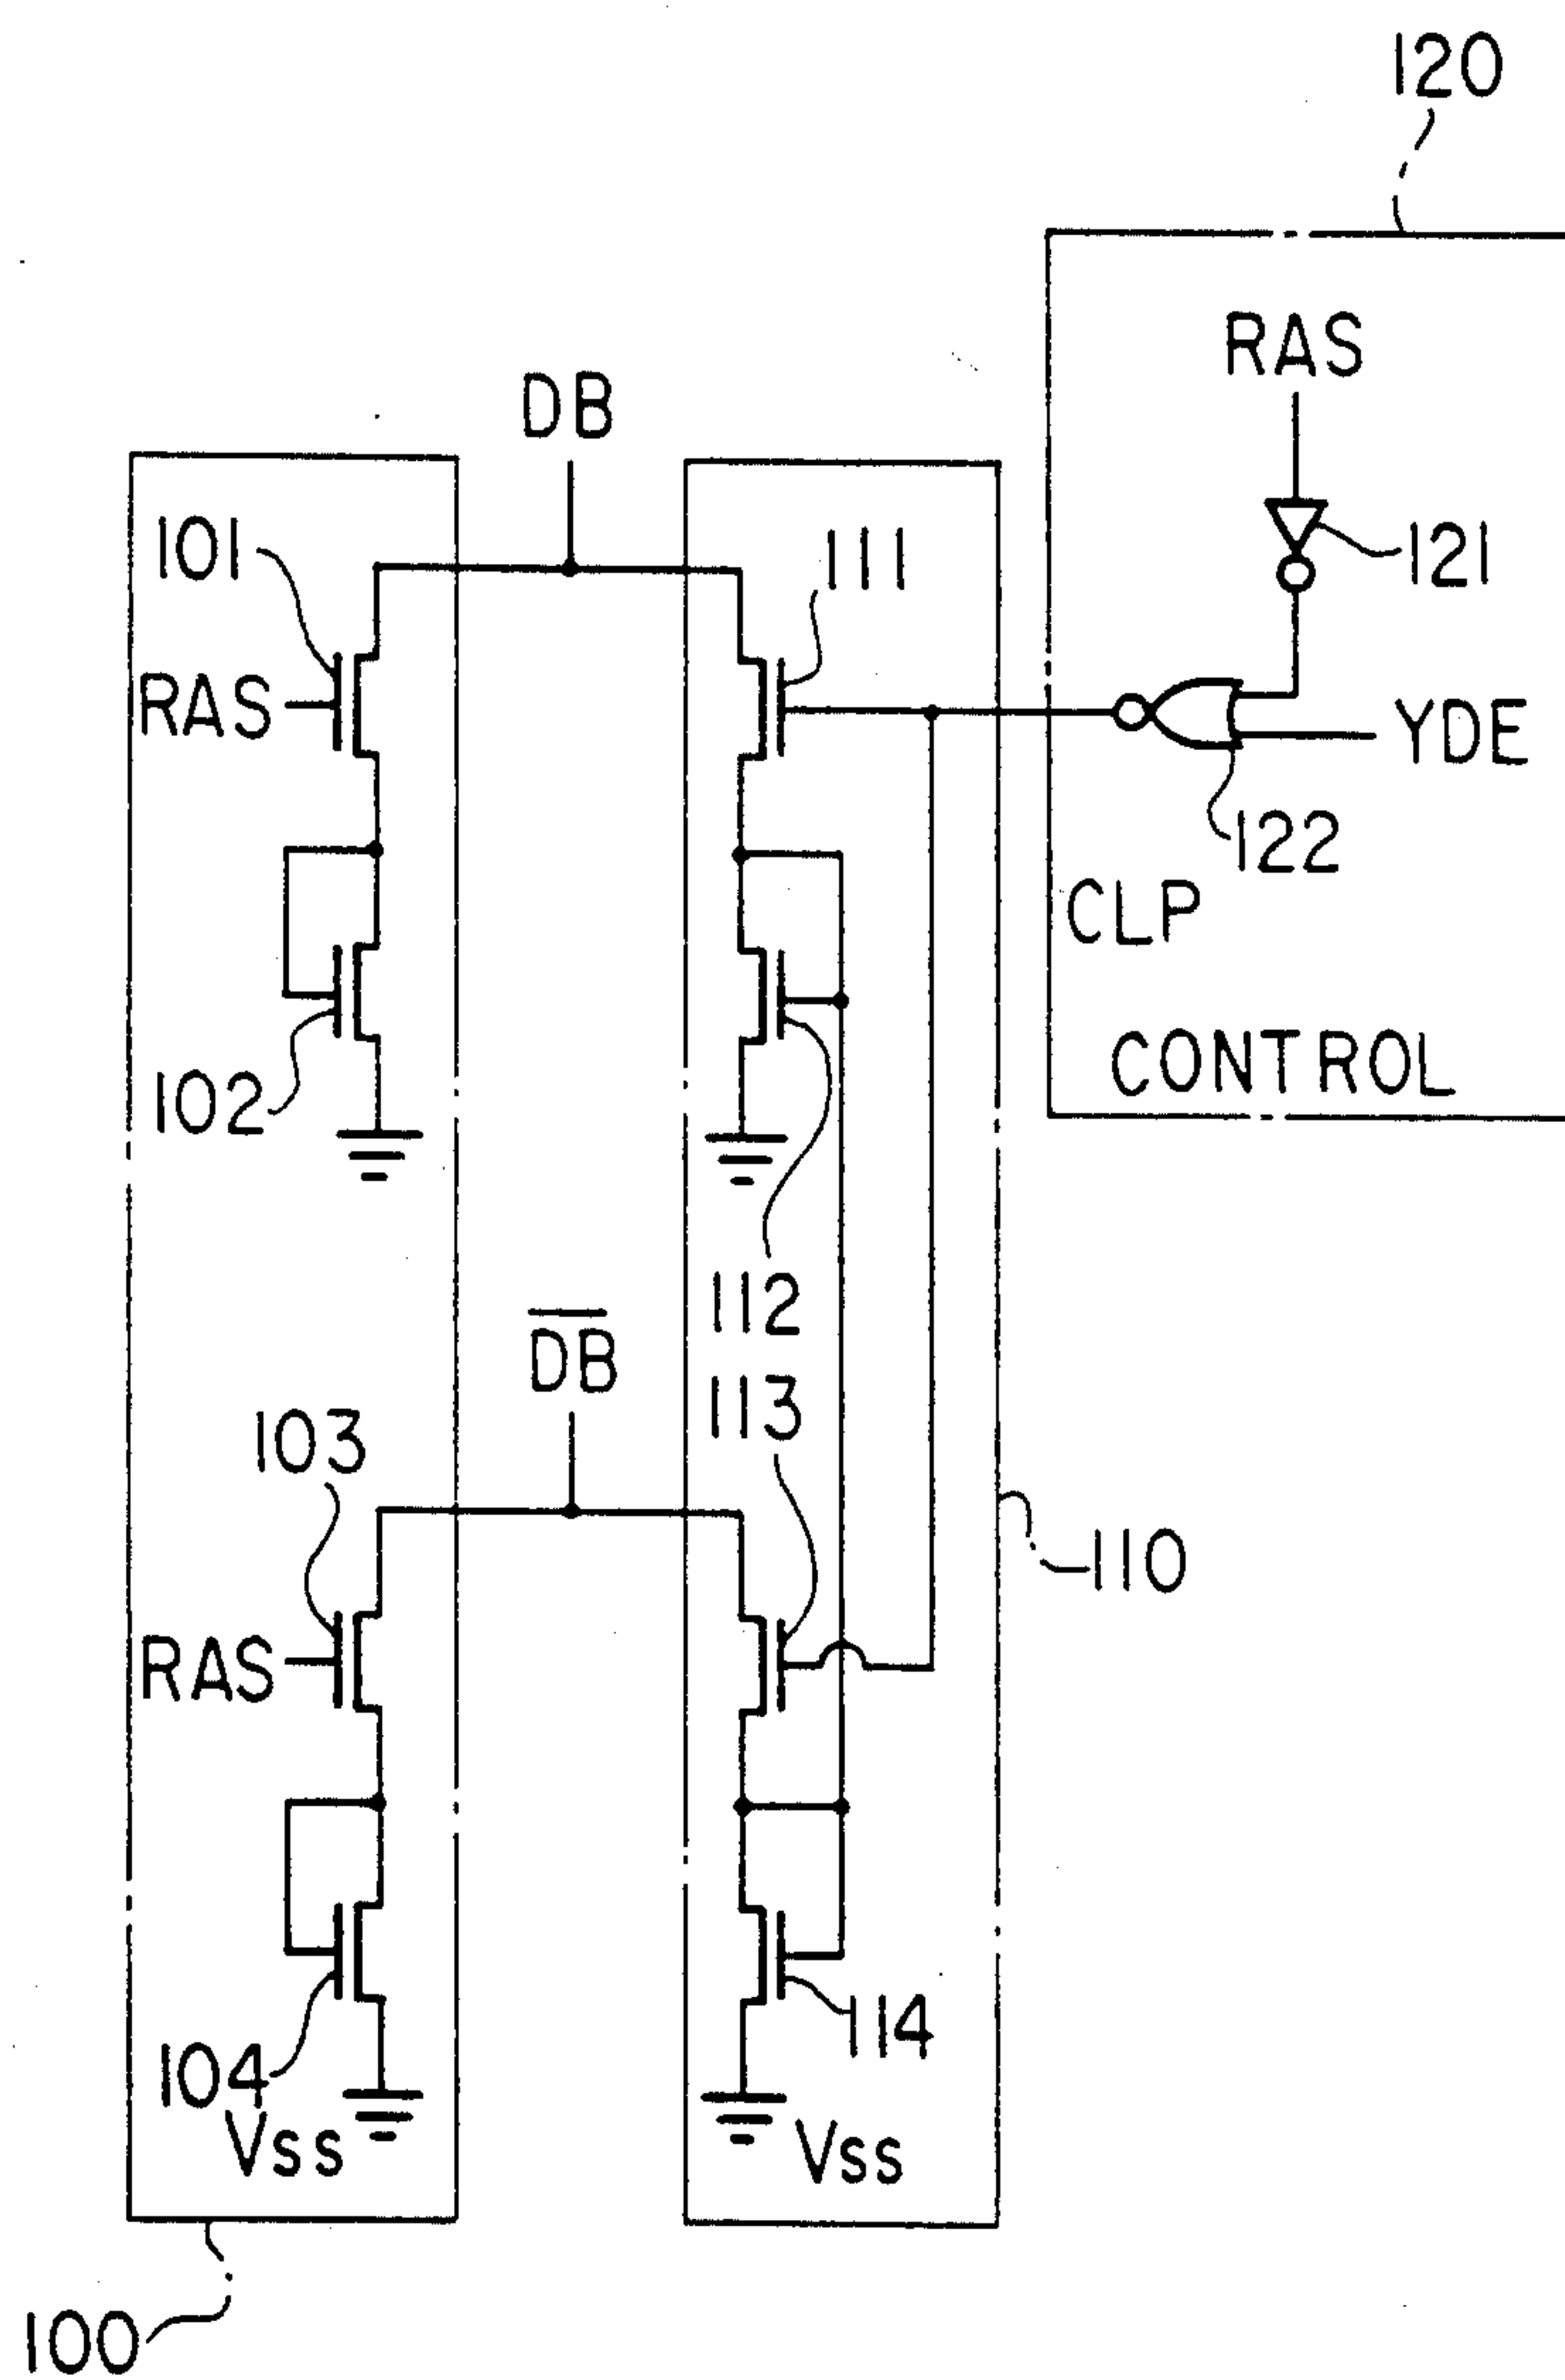 120
RAS
DB
101
111
121
RAS
YDE
122
CLP
CONTROL
102
112
D̅B̅
113
103
110
RAS
114
104
Vss
Vss
100